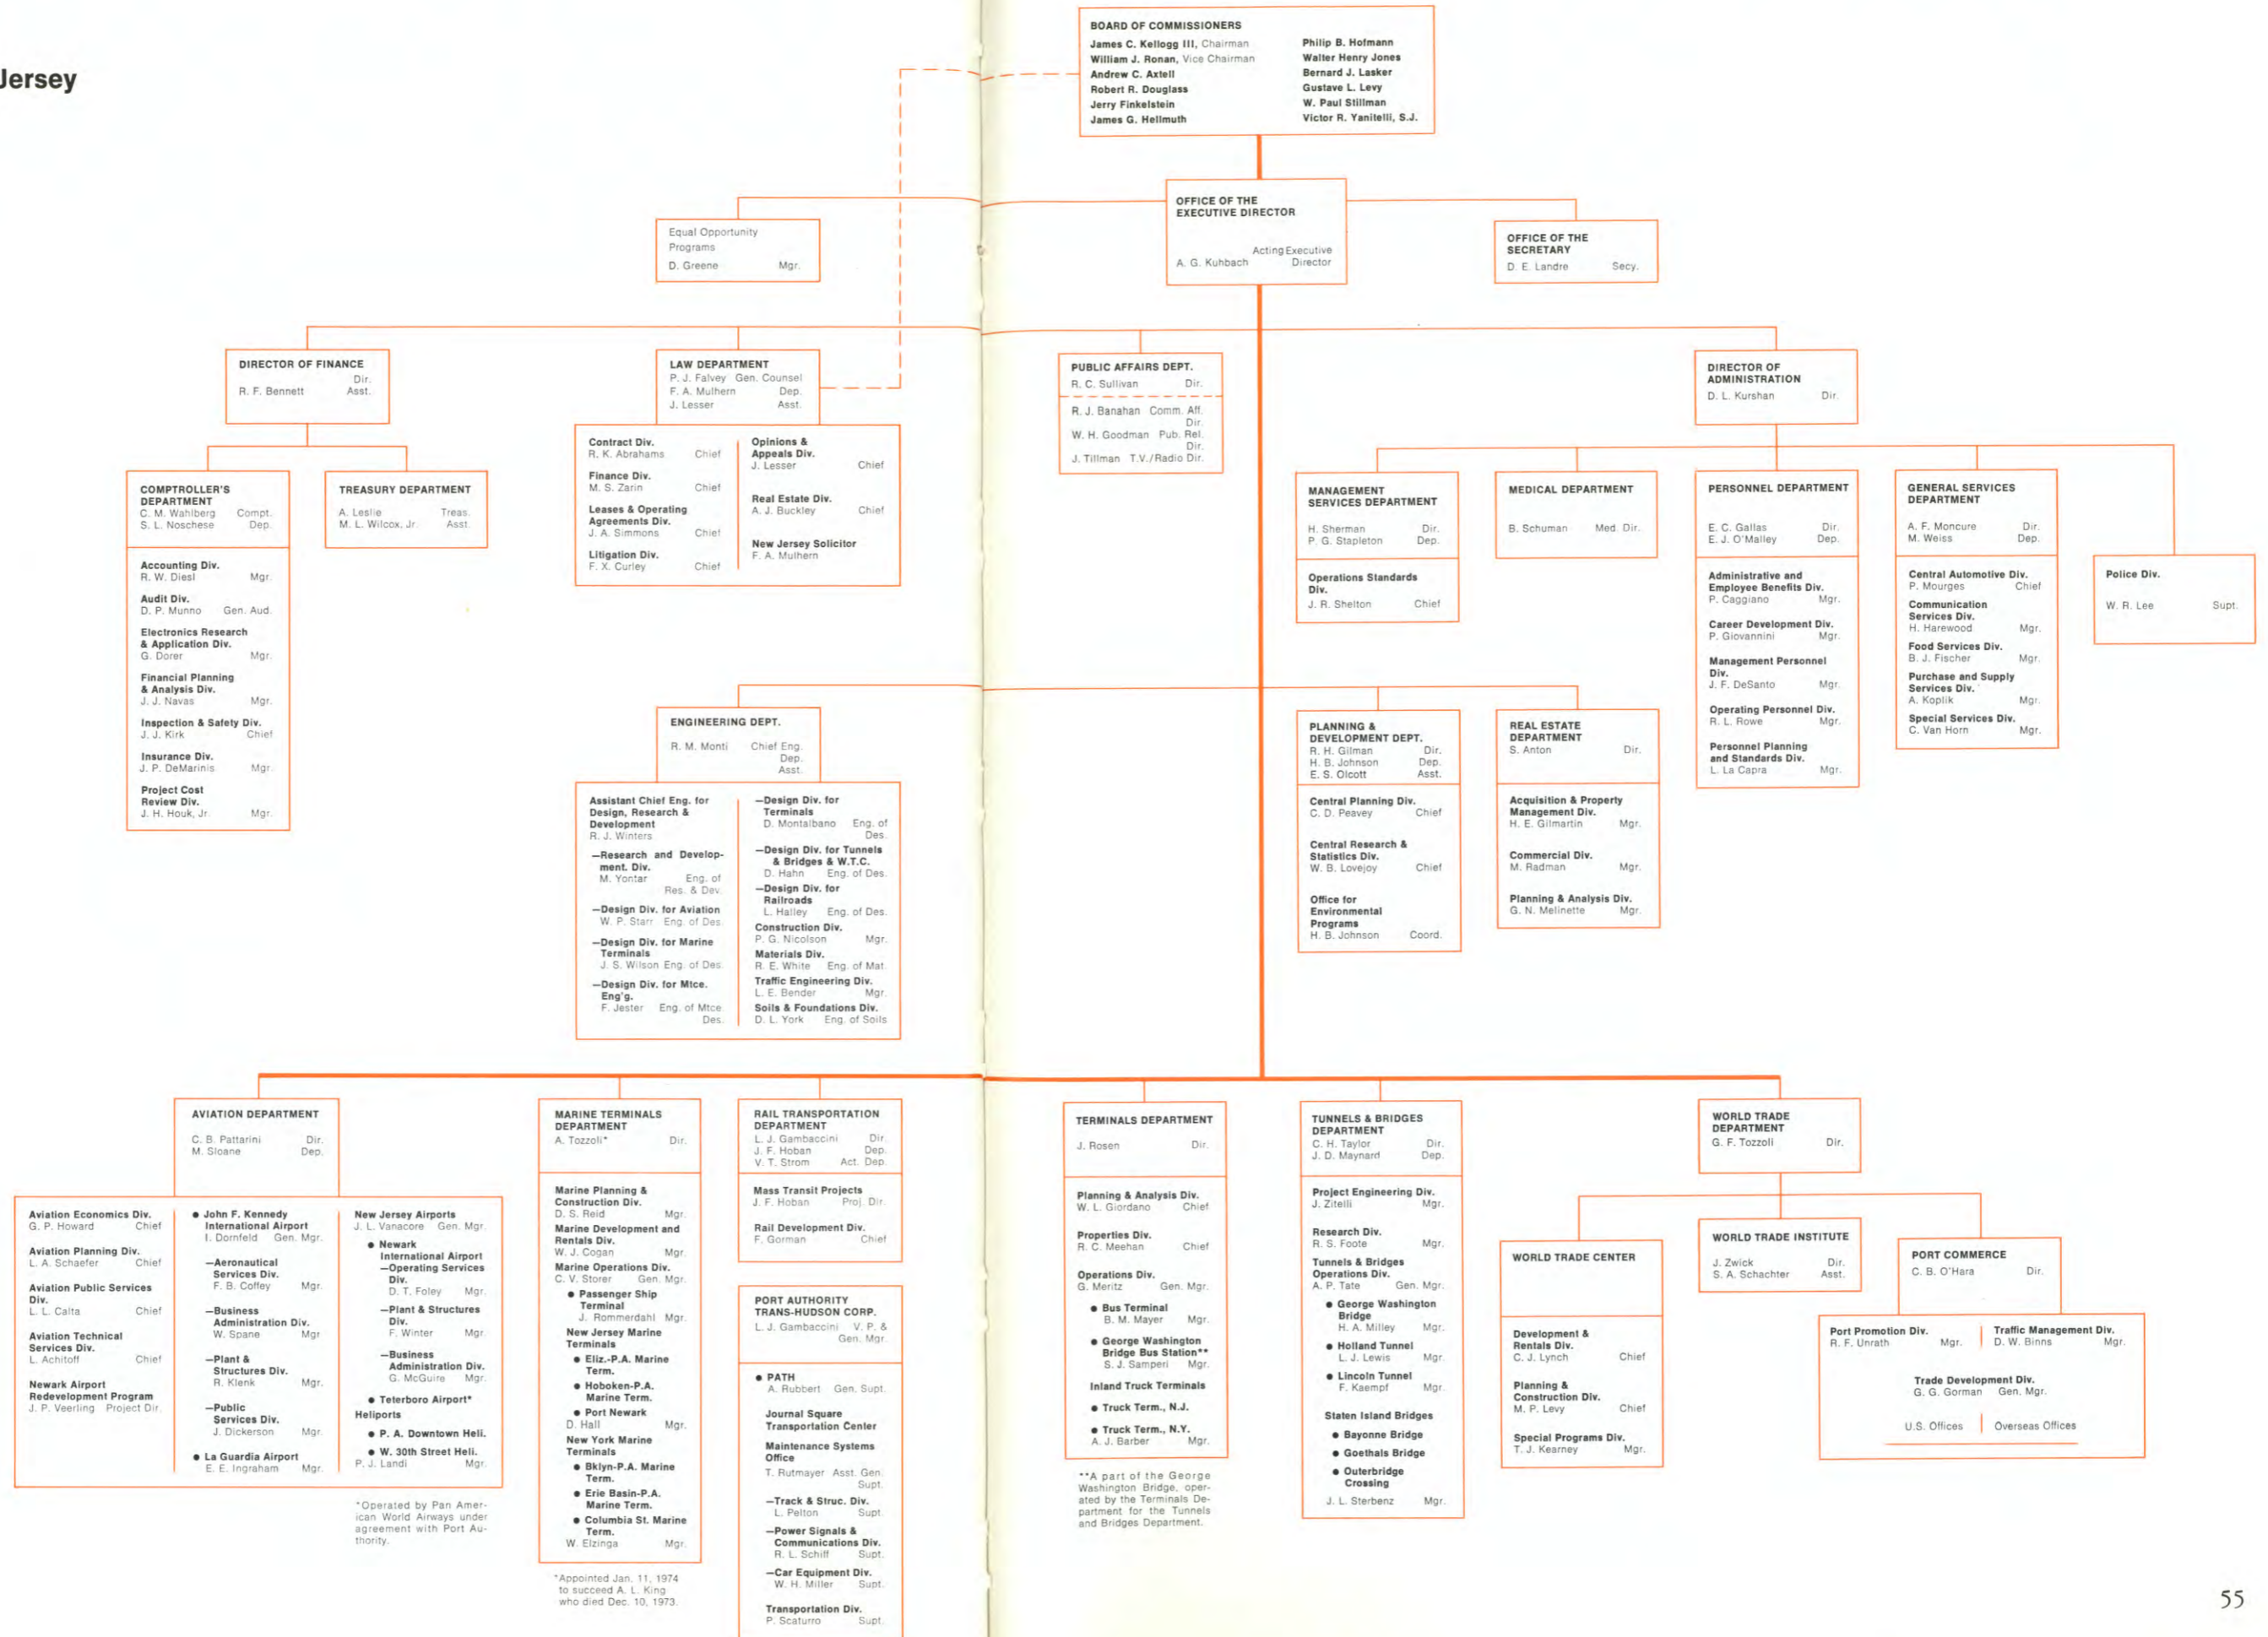 Jersey
BOARD OF COMMISSIONERS
James C. Kellogg III, Chairman
William J. Ronan, Vice Chairman
Andrew C. Axtell
Robert R. Douglass
Jerry Finkelstein
James G. Hellmuth
Philip B. Hofmann
Walter Henry Jones
Bernard J. Lasker
Gustave L. Levy
W. Paul Stillman
Victor R. Yanitelli, S.J.
OFFICE OF THE
EXECUTIVE DIRECTOR
Acting Executive
A. G. Kuhbach Director
Equal Opportunity
Programs
D. Greene Mgr.
OFFICE OF THE
SECRETARY
D. E. Landre Secy.
DIRECTOR OF FINANCE
Dir.
R. F. Bennett Asst.
LAW DEPARTMENT
P. J. Falvey Gen. Counsel
F. A. Mulhern Dep.
J. Lesser Asst.
PUBLIC AFFAIRS DEPT.
R. C. Sullivan Dir.
R. J. Banahan Comm. Aff.
Dir.
W. H. Goodman Pub. Rel.
Dir.
J. Tillman T.V./Radio Dir.
DIRECTOR OF
ADMINISTRATION
D. L. Kurshan Dir.
COMPTROLLER'S
DEPARTMENT
C. M. Wahlberg Compt.
S. L. Noschese Dep.
Accounting Div.
R. W. Diesl Mgr.
Audit Div.
D. P. Munno Gen. Aud.
Electronics Research
& Application Div.
G. Dorer Mgr.
Financial Planning
& Analysis Div.
J. J. Navas Mgr.
Inspection & Safety Div.
J. J. Kirk Chief
Insurance Div.
J. P. DeMarinis Mgr.
Project Cost
Review Div.
J. H. Houk, Jr. Mgr.
TREASURY DEPARTMENT
A. Leslie Treas.
M. L. Wilcox, Jr. Asst.
Contract Div.
R. K. Abrahams Chief
Finance Div.
M. S. Zarin Chief
Leases & Operating
Agreements Div.
J. A. Simmons Chief
Litigation Div.
F. X. Curley Chief
Opinions &
Appeals Div.
J. Lesser Chief
Real Estate Div.
A. J. Buckley Chief
New Jersey Solicitor
F. A. Mulhern
MANAGEMENT
SERVICES DEPARTMENT
H. Sherman Dir.
P. G. Stapleton Dep.
Operations Standards
Div.
J. R. Shelton Chief
MEDICAL DEPARTMENT
B. Schuman Med. Dir.
PERSONNEL DEPARTMENT
E. C. Gallas Dir.
E. J. O'Malley Dep.
Administrative and
Employee Benefits Div.
P. Caggiano Mgr.
Career Development Div.
P. Giovannini Mgr.
Management Personnel
Div.
J. F. DeSanto Mgr.
Operating Personnel Div.
R. L. Rowe Mgr.
Personnel Planning
and Standards Div.
L. La Capra Mgr.
GENERAL SERVICES
DEPARTMENT
A. F. Moncure Dir.
M. Weiss Dep.
Central Automotive Div.
P. Mourges Chief
Communication
Services Div.
H. Harewood Mgr.
Food Services Div.
B. J. Fischer Mgr.
Purchase and Supply
Services Div.
A. Koplik Mgr.
Special Services Div.
C. Van Horn Mgr.
Police Div.
W. R. Lee Supt.
ENGINEERING DEPT.
R. M. Monti Chief Eng.
Dep.
Asst.
Assistant Chief Eng. for
Design, Research &
Development
R. J. Winters
—Research and Develop-
ment. Div.
M. Yontar Eng. of
Res. & Dev.
—Design Div. for Aviation
W. P. Starr Eng. of Des.
—Design Div. for Marine
Terminals
J. S. Wilson Eng. of Des.
—Design Div. for Mtce.
Eng'g.
F. Jester Eng. of Mtce.
Des.
—Design Div. for
Terminals
D. Montalbano Eng. of
Des.
—Design Div. for Tunnels
& Bridges & W.T.C.
D. Hahn Eng. of Des.
—Design Div. for
Railroads
L. Halley Eng. of Des.
Construction Div.
P. G. Nicolson Mgr.
Materials Div.
R. E. White Eng. of Mat.
Traffic Engineering Div.
L. E. Bender Mgr.
Soils & Foundations Div.
D. L. York Eng. of Soils
PLANNING &
DEVELOPMENT DEPT.
R. H. Gilman Dir.
H. B. Johnson Dep.
E. S. Olcott Asst.
Central Planning Div.
C. D. Peavey Chief
Central Research &
Statistics Div.
W. B. Lovejoy Chief
Office for
Environmental
Programs
H. B. Johnson Coord.
REAL ESTATE
DEPARTMENT
S. Anton Dir.
Acquisition & Property
Management Div.
H. E. Gilmartin Mgr.
Commercial Div.
M. Radman Mgr.
Planning & Analysis Div.
G. N. Melinette Mgr.
AVIATION DEPARTMENT
C. B. Pattarini Dir.
M. Sloane Dep.
Aviation Economics Div.
G. P. Howard Chief
Aviation Planning Div.
L. A. Schaefer Chief
Aviation Public Services
Div.
L. L. Calta Chief
Aviation Technical
Services Div.
L. Achitoff Chief
Newark Airport
Redevelopment Program
J. P. Veerling Project Dir.
● John F. Kennedy
International Airport
I. Dornfeld Gen. Mgr.
—Aeronautical
Services Div.
F. B. Coffey Mgr.
—Business
Administration Div.
W. Spane Mgr
—Plant &
Structures Div.
R. Klenk Mgr.
—Public
Services Div.
J. Dickerson Mgr.
● La Guardia Airport
E. E. Ingraham Mgr.
New Jersey Airports
J. L. Vanacore Gen. Mgr.
● Newark
International Airport
—Operating Services
Div.
D. T. Foley Mgr.
—Plant & Structures
Div.
F. Winter Mgr.
—Business
Administration Div.
G. McGuire Mgr.
● Teterboro Airport*
Heliports
● P. A. Downtown Heli.
● W. 30th Street Heli.
P. J. Landi Mgr.
*Operated by Pan Amer-
ican World Airways under
agreement with Port Au-
thority.
MARINE TERMINALS
DEPARTMENT
A. Tozzoli* Dir.
Marine Planning &
Construction Div.
D. S. Reid Mgr.
Marine Development and
Rentals Div.
W. J. Cogan Mgr.
Marine Operations Div.
C. V. Storer Gen. Mgr.
● Passenger Ship
Terminal
J. Rommerdahl Mgr.
New Jersey Marine
Terminals
● Eliz.-P.A. Marine
Term.
● Hoboken-P.A.
Marine Term.
● Port Newark
D. Hall Mgr.
New York Marine
Terminals
● Bklyn-P.A. Marine
Term.
● Erie Basin-P.A.
Marine Term.
● Columbia St. Marine
Term.
W. Elzinga Mgr.
*Appointed Jan. 11, 1974
to succeed A. L. King
who died Dec. 10, 1973.
RAIL TRANSPORTATION
DEPARTMENT
L. J. Gambaccini Dir.
J. F. Hoban Dep.
V. T. Strom Act. Dep.
Mass Transit Projects
J. F. Hoban Proj. Dir.
Rail Development Div.
F. Gorman Chief
PORT AUTHORITY
TRANS-HUDSON CORP.
L. J. Gambaccini V. P. &
Gen. Mgr.
● PATH
A. Rubbert Gen. Supt.
Journal Square
Transportation Center
Maintenance Systems
Office
T. Rutmayer Asst. Gen.
Supt.
—Track & Struc. Div.
L. Pelton Supt.
—Power Signals &
Communications Div.
R. L. Schiff Supt.
—Car Equipment Div.
W. H. Miller Supt.
Transportation Div.
P. Scaturro Supt.
TERMINALS DEPARTMENT
J. Rosen Dir.
Planning & Analysis Div.
W. L. Giordano Chief
Properties Div.
R. C. Meehan Chief
Operations Div.
G. Meritz Gen. Mgr.
● Bus Terminal
B. M. Mayer Mgr.
● George Washington
Bridge Bus Station**
S. J. Samperi Mgr.
Inland Truck Terminals
● Truck Term., N.J.
● Truck Term., N.Y.
A. J. Barber Mgr.
**A part of the George
Washington Bridge, oper-
ated by the Terminals De-
partment for the Tunnels
and Bridges Department.
TUNNELS & BRIDGES
DEPARTMENT
C. H. Taylor Dir.
J. D. Maynard Dep.
Project Engineering Div.
J. Zitelli Mgr.
Research Div.
R. S. Foote Mgr.
Tunnels & Bridges
Operations Div.
A. P. Tate Gen. Mgr.
● George Washington
Bridge
H. A. Milley Mgr.
● Holland Tunnel
L. J. Lewis Mgr.
● Lincoln Tunnel
F. Kaempf Mgr.
Staten Island Bridges
● Bayonne Bridge
● Goethals Bridge
● Outerbridge
Crossing
J. L. Sterbenz Mgr.
WORLD TRADE
DEPARTMENT
G. F. Tozzoli Dir.
WORLD TRADE CENTER
Development &
Rentals Div.
C. J. Lynch Chief
Planning &
Construction Div.
M. P. Levy Chief
Special Programs Div.
T. J. Kearney Mgr.
WORLD TRADE INSTITUTE
J. Zwick Dir.
S. A. Schachter Asst.
PORT COMMERCE
C. B. O'Hara Dir.
Port Promotion Div.
R. F. Unrath Mgr.
Traffic Management Div.
D. W. Binns Mgr.
Trade Development Div.
G. G. Gorman Gen. Mgr.
U.S. Offices
Overseas Offices
55